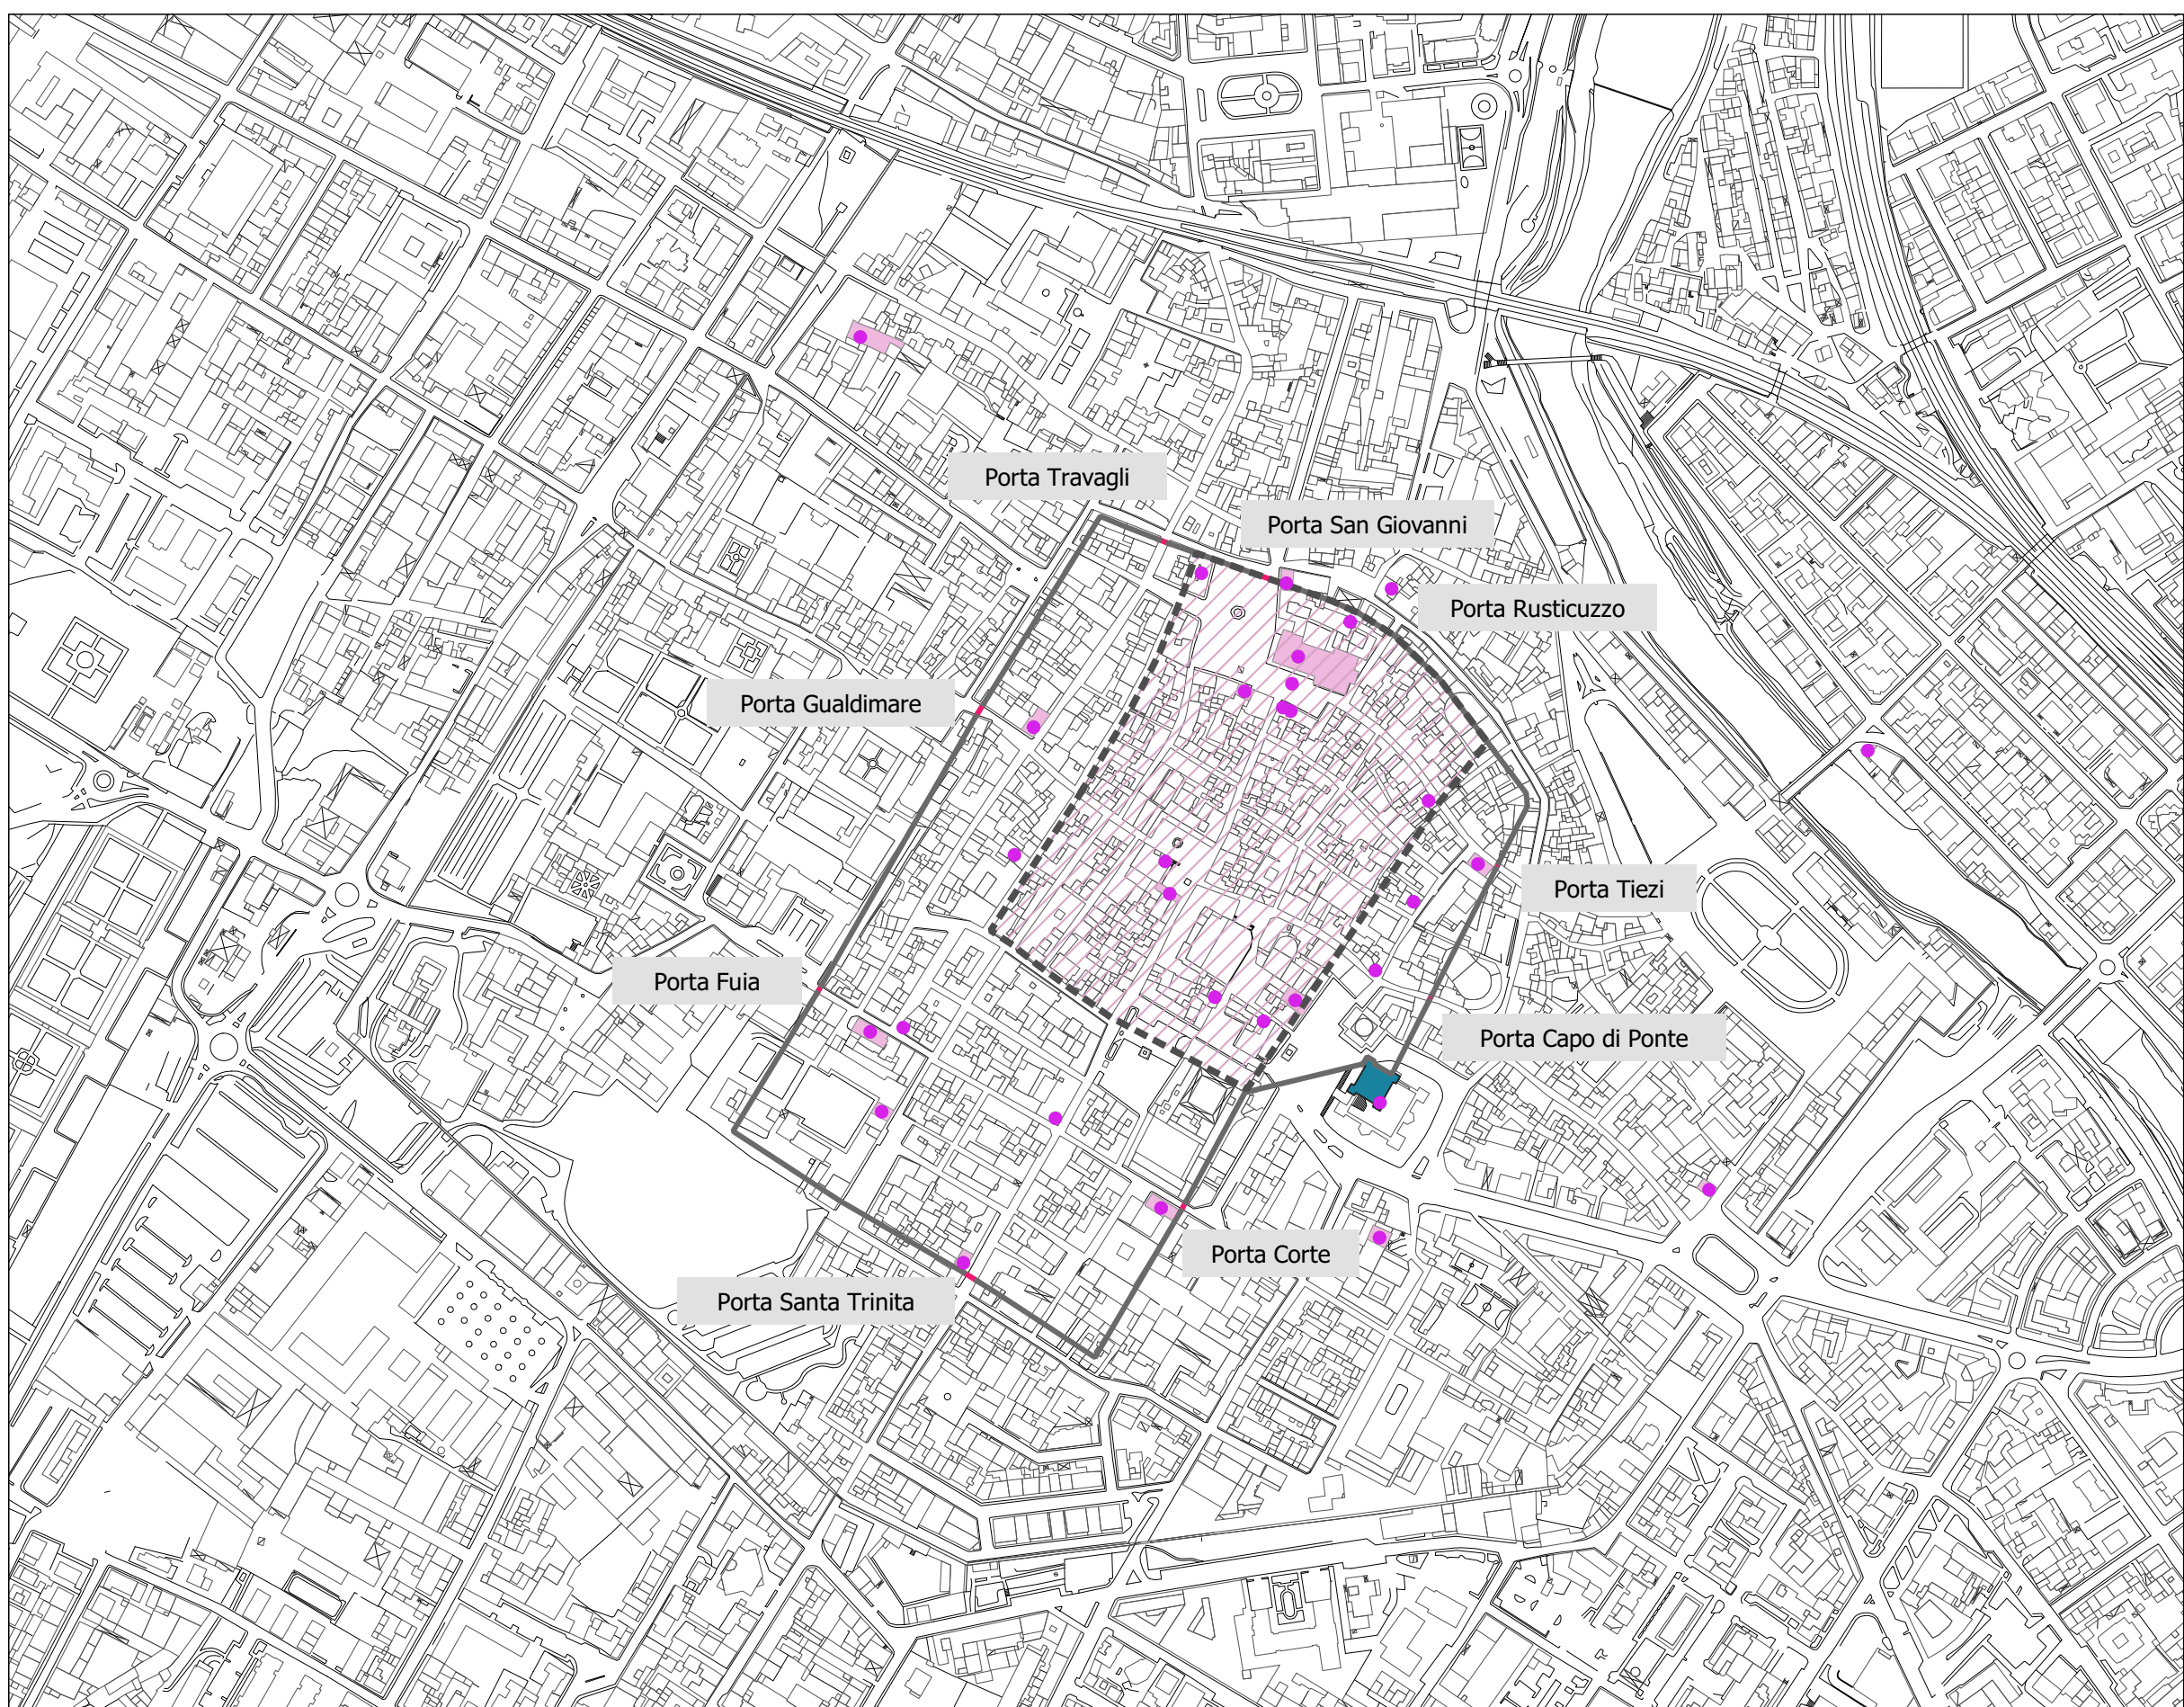 Porta Travagli
Porta San Giovanni
Porta Rusticuzzo
Porta Gualdimare
Porta Tiezi
Porta Fuia
Porta Capo di Ponte
Porta Corte
Porta Santa Trinita